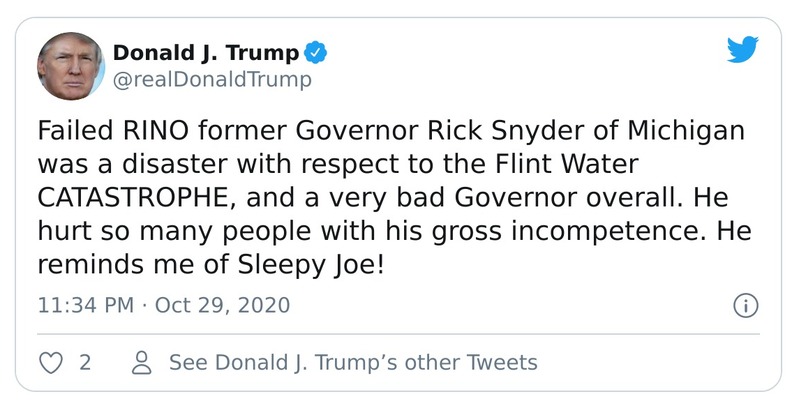 Donald J. Trump
@realDonaldTrump
Failed RINO former Governor Rick Snyder of Michigan
was a disaster with respect to the Flint Water
CATASTROPHE, and a very bad Governor overall. He
hurt so many people with his gross incompetence. He
reminds me of Sleepy Joe!
11:34 PM · Oct 29, 2020
2 See Donald J. Trump’s other Tweets